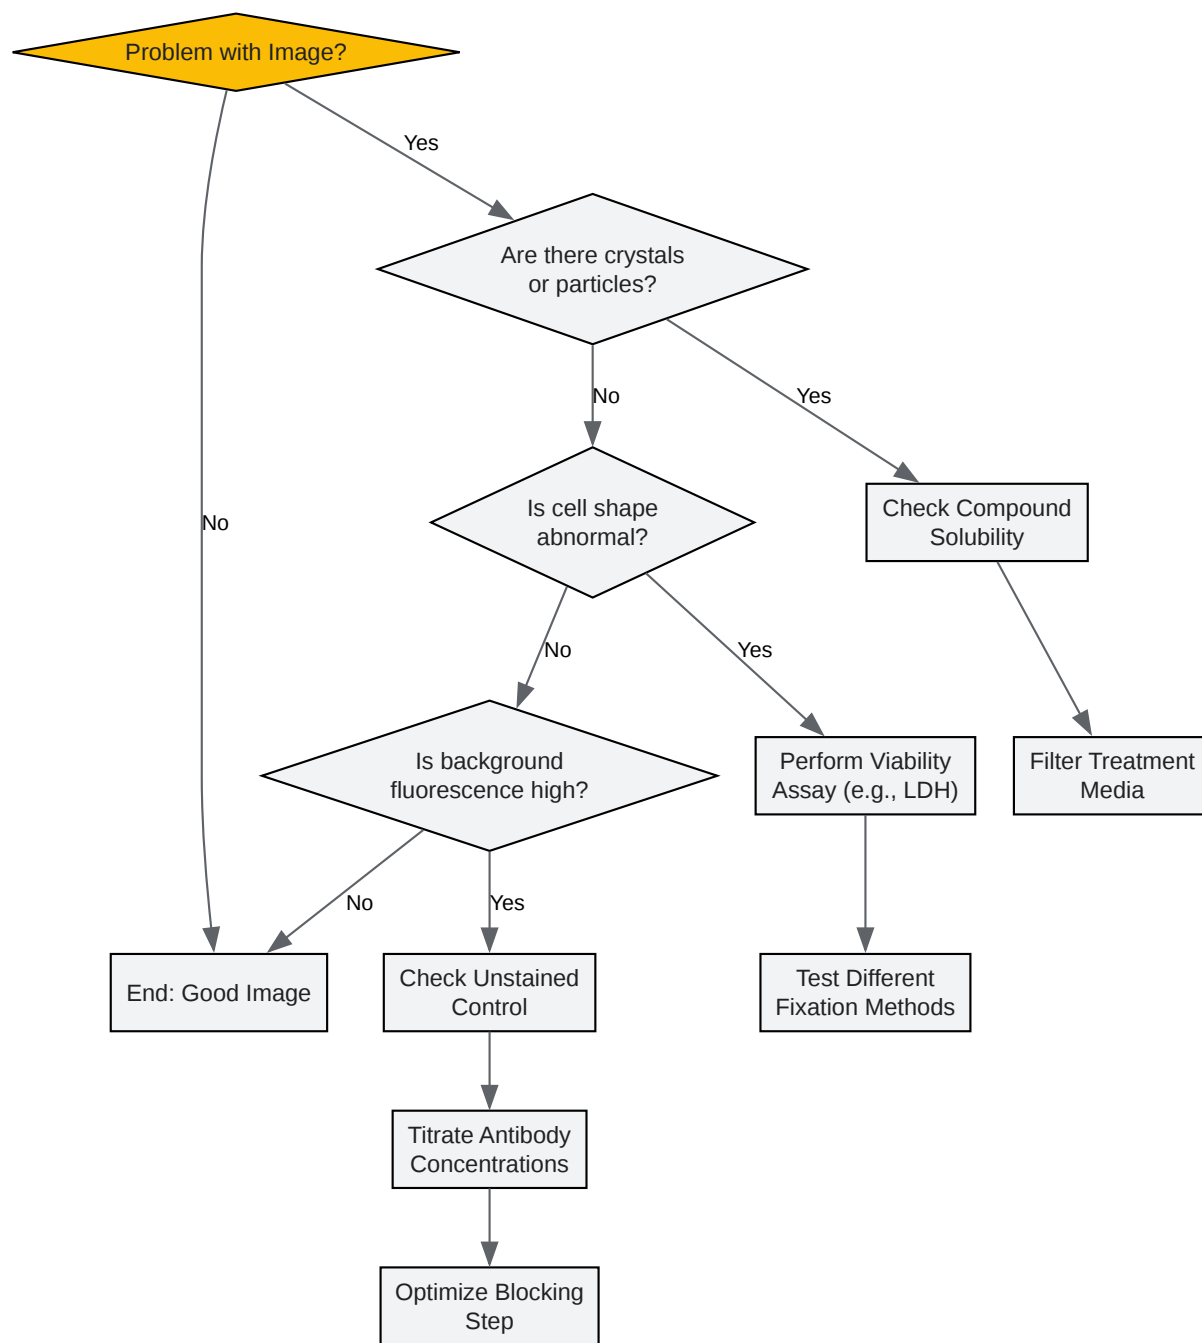 Problem with Image?
Yes
Are there crystals
or particles?
No
Yes
Is cell shape
abnormal?
Check Compound
Solubility
No
No
Yes
Is background
fluorescence high?
Perform Viability
Assay (e.g., LDH)
Filter Treatment
Media
No
Yes
End: Good Image
Check Unstained
Control
Test Different
Fixation Methods
Titrate Antibody
Concentrations
Optimize Blocking
Step